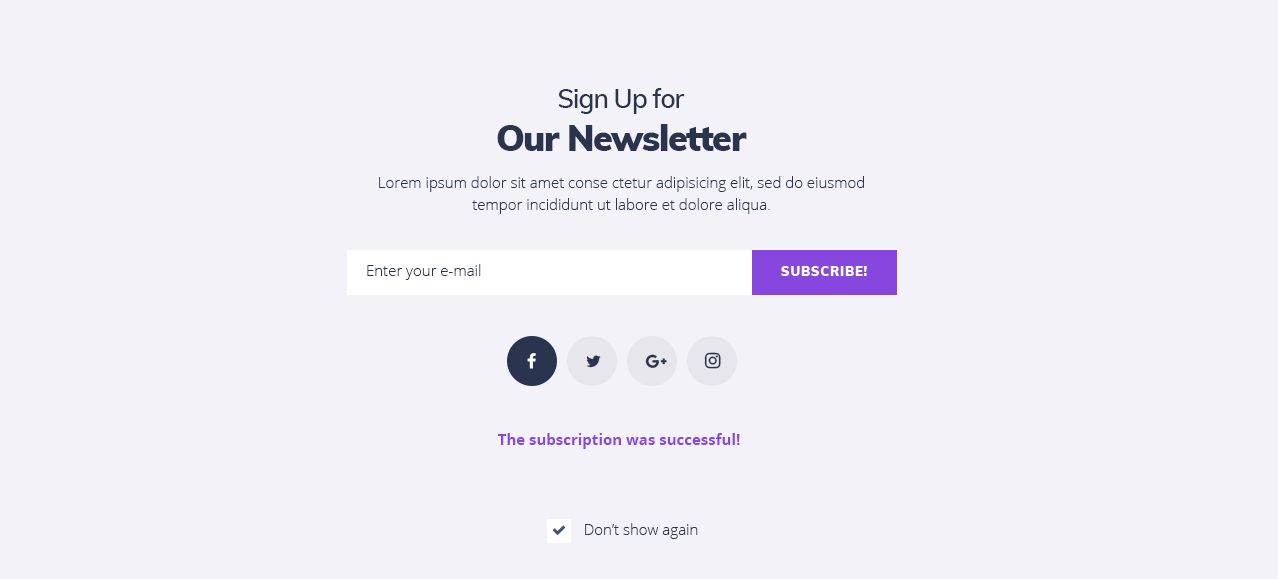 Sign Up for
Our Newsletter
Lorem ipsum dolor sit amet conse ctetur adipisicing elit, sed do eiusmod
tempor incididunt ut labore et dolore aliqua.
Enter your e-mail
SUBSCRIBE!
The subscription was successful!
Don't show again